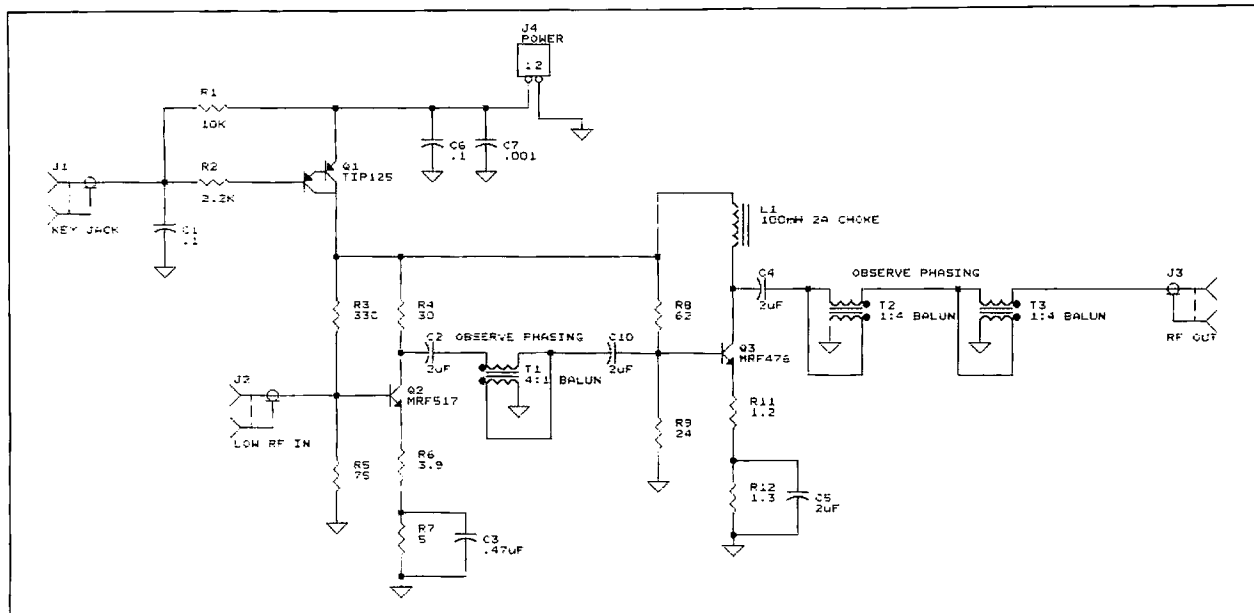 J4
POWER
1 2
R1
10K
C6
.1
C7
.001
J1
R2
2.2K
Q1
TIP125
KEY JACK
C1
.1
L1
100mH 2A CHOKE
R3
330
R4
30
R8
62
C4
2uF
OBSERVE PHASING
J3
C2
2uF
OBSERVE PHASING
C10
2uF
T2
1:4 BALUN
T3
1:4 BALUN
RF OUT
J2
Q2
MRF517
T1
4:1 BALUN
Q3
MRF476
LOW RF IN
R9
24
R11
1.2
R5
75
R6
3.9
R12
1.3
C5
2uF
R7
5
C3
.47uF